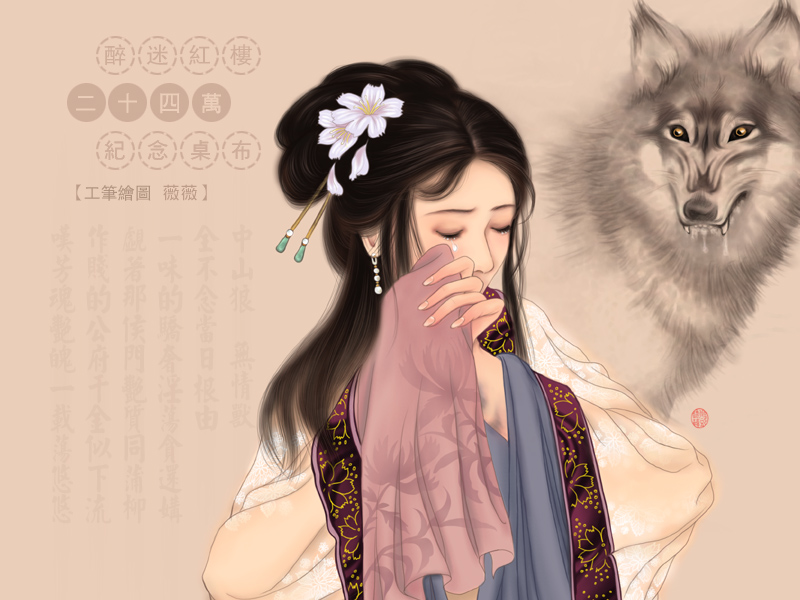 醉迷紅樓
二十四萬
紀念桌布
【工筆繪圖 薇薇】
中山狼 無情獸
全不念當日根由
一味的驕奢淫蕩貪還構
覷著那侯門艷質同蒲柳
作賤的公府千金似下流
嘆芳魂艷魄一載蕩悠悠